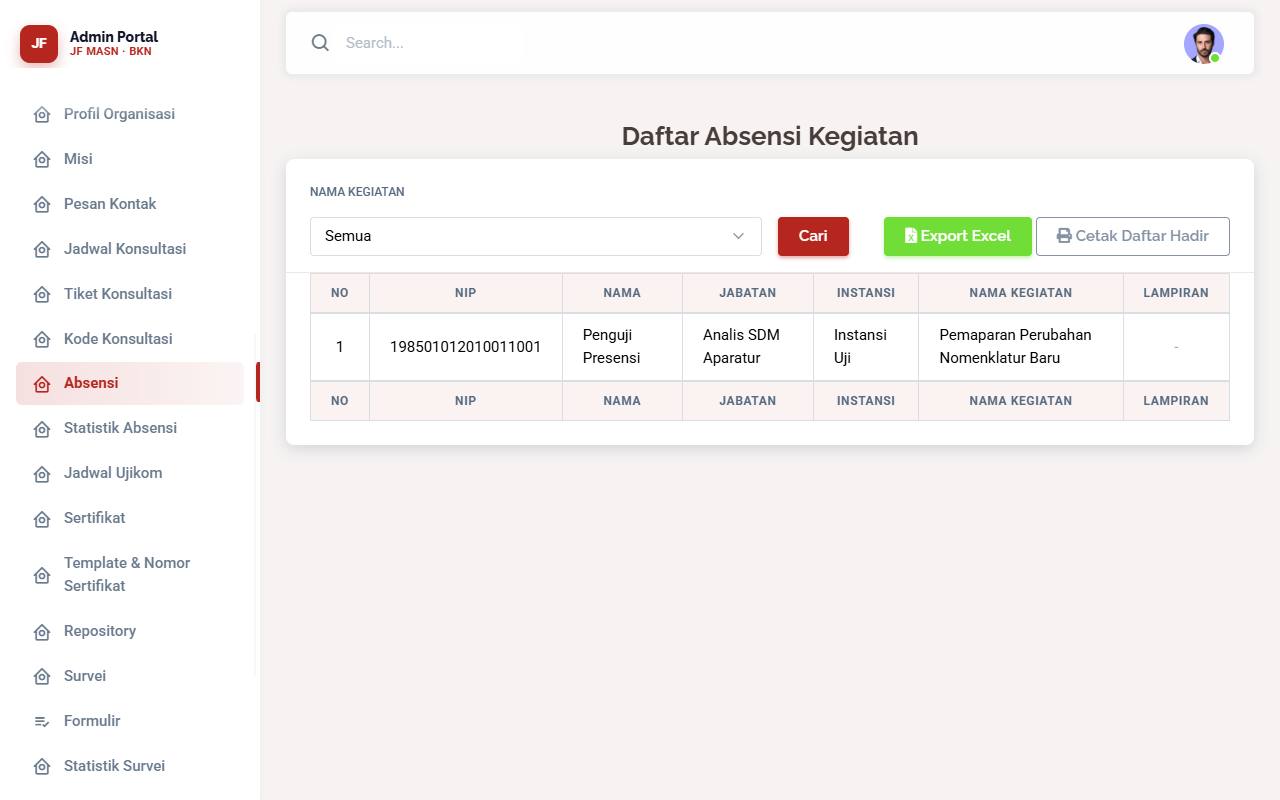 JF
Admin Portal
JF MASN · BKN
Profil Organisasi
Misi
Pesan Kontak
Jadwal Konsultasi
Tiket Konsultasi
Kode Konsultasi
Absensi
Statistik Absensi
Jadwal Ujikom
Sertifikat
Template & Nomor
Sertifikat
Repository
Survei
Formulir
Statistik Survei
Search...
Daftar Absensi Kegiatan
NAMA KEGIATAN
Semua
Cari
Export Excel
Cetak Daftar Hadir
NO NIP NAMA JABATAN INSTANSI NAMA KEGIATAN LAMPIRAN
1 198501012010011001 Penguji Presensi Analis SDM Aparatur Instansi Uji Pemaparan Perubahan Nomenklatur Baru -
NO NIP NAMA JABATAN INSTANSI NAMA KEGIATAN LAMPIRAN